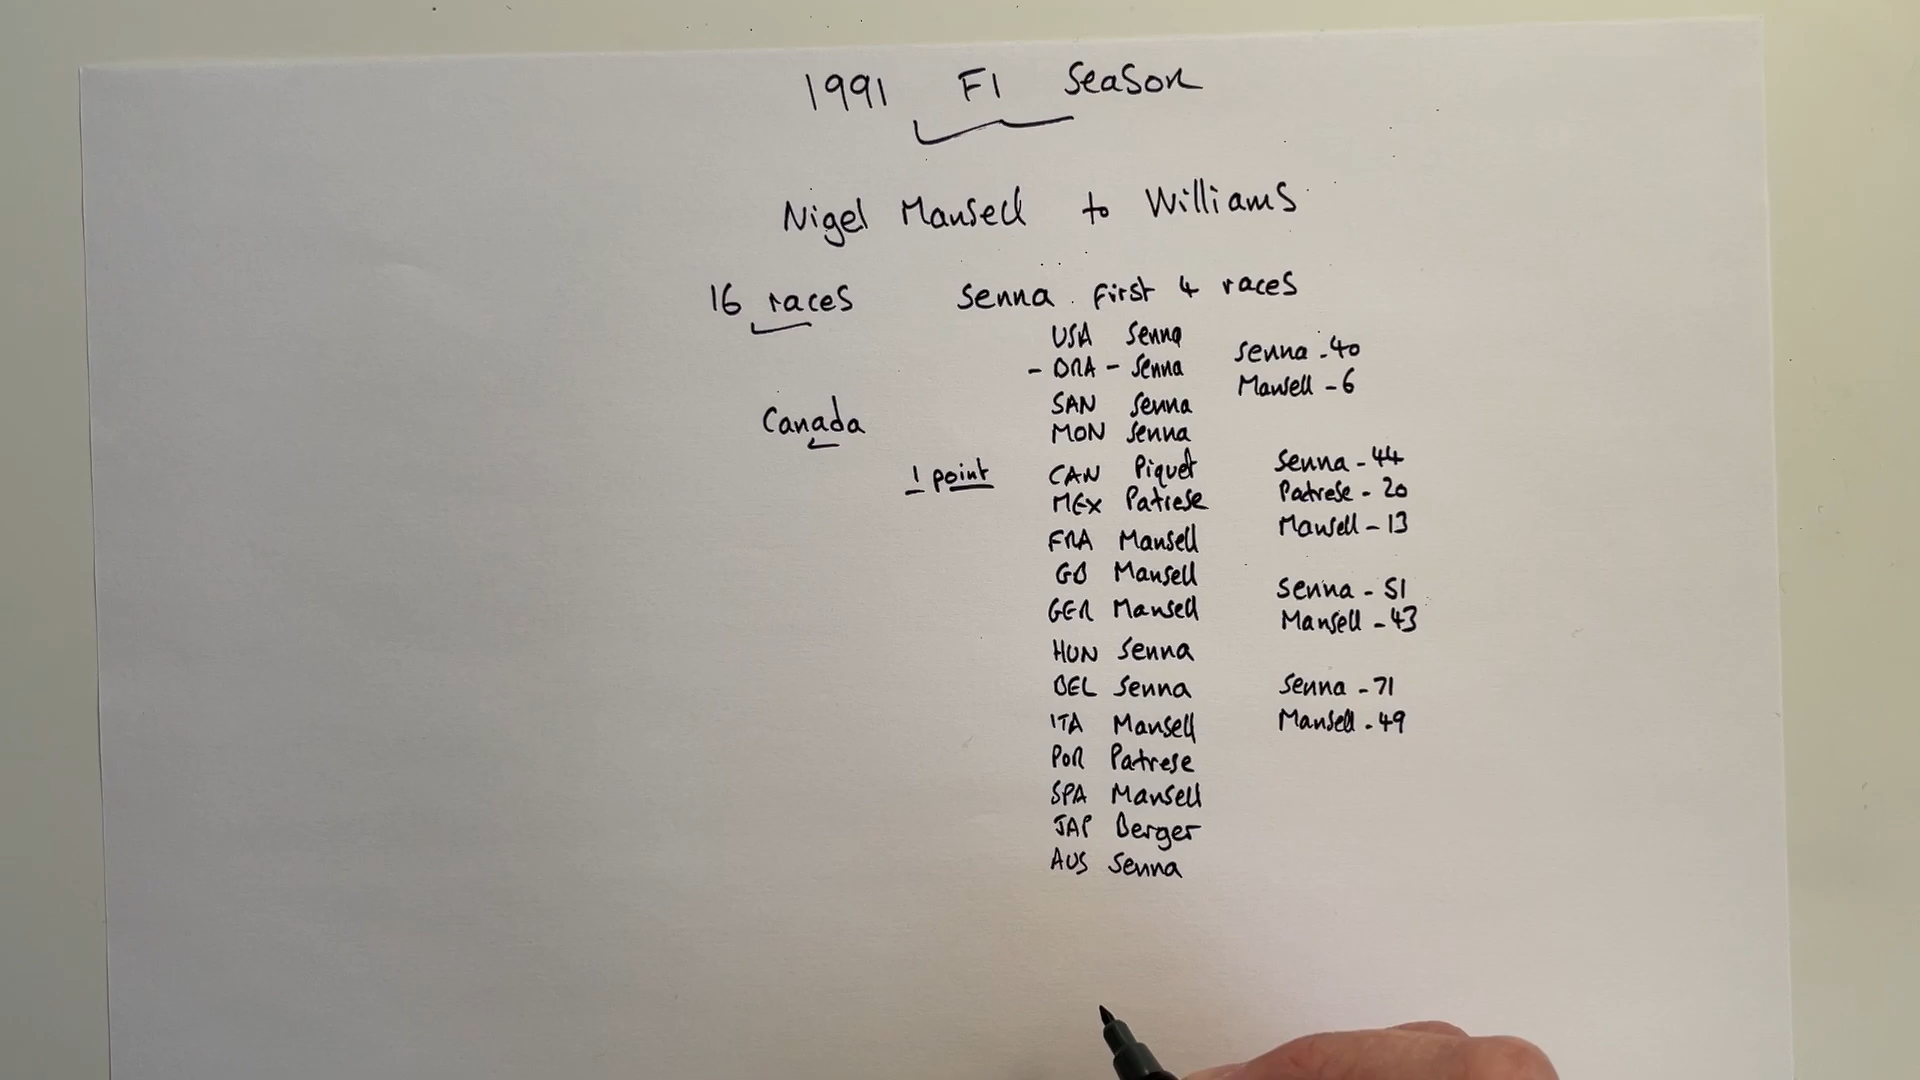 1991 F1 Season
Nigel Mansell to Williams
16 races
Senna first 4 races
USA Senna
- BRA - Senna
SAN Senna
MON Senna
Senna - 40
Mansell - 6
Canada
1 point
CAN Piquet
MEX Patrese
FRA Mansell
GB Mansell
GER Mansell
HUN Senna
BEL Senna
ITA Mansell
POR Patrese
SPA Mansell
JAP Berger
AUS Senna
Senna - 44
Patrese - 20
Mansell - 13
Senna - 51
Mansell - 43
Senna - 71
Mansell - 49